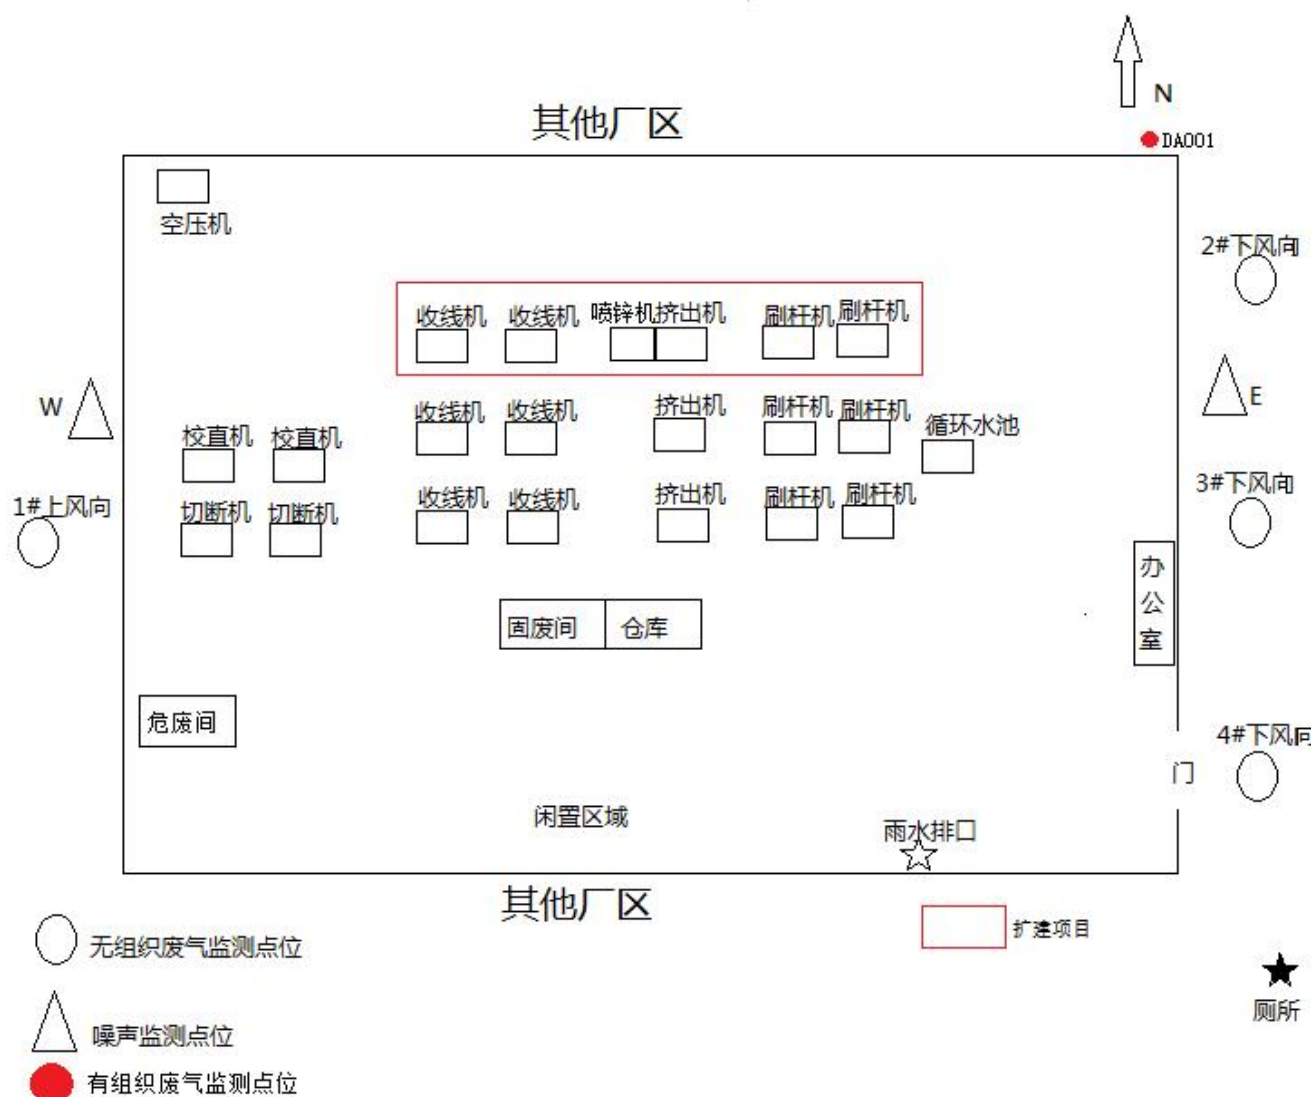 N
其他厂区
DA001
空压机
2#下风向
收线机 收线机 喷锌机 挤出机 刷杆机 刷杆机
W
E
收线机 收线机 挤出机 刷杆机 刷杆机
循环水池
校直机 校直机
3#下风向
收线机 收线机 挤出机 刷杆机 刷杆机
1#上风向
切断机 切断机
办公室
固废间 仓库
危废间
4#下风向
门
闲置区域
雨水排口
其他厂区
扩建项目
无组织废气监测点位
厕所
噪声监测点位
有组织废气监测点位